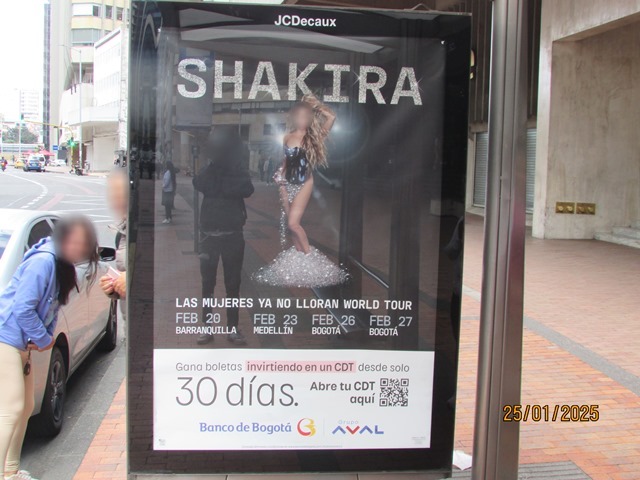 JCDecaux
SHAKIRA
LAS MUJERES YA NO LLORAN WORLD TOUR
FEB 20 FEB 23 FEB 26 FEB 27
BARRANQUILLA MEDELLÍN BOGOTÁ BOGOTÁ
Gana boletas invirtiendo en un CDT desde solo
30 días.
Abre tu CDT
aquí
Banco de Bogotá Grupo
AVAL
25/01/2025